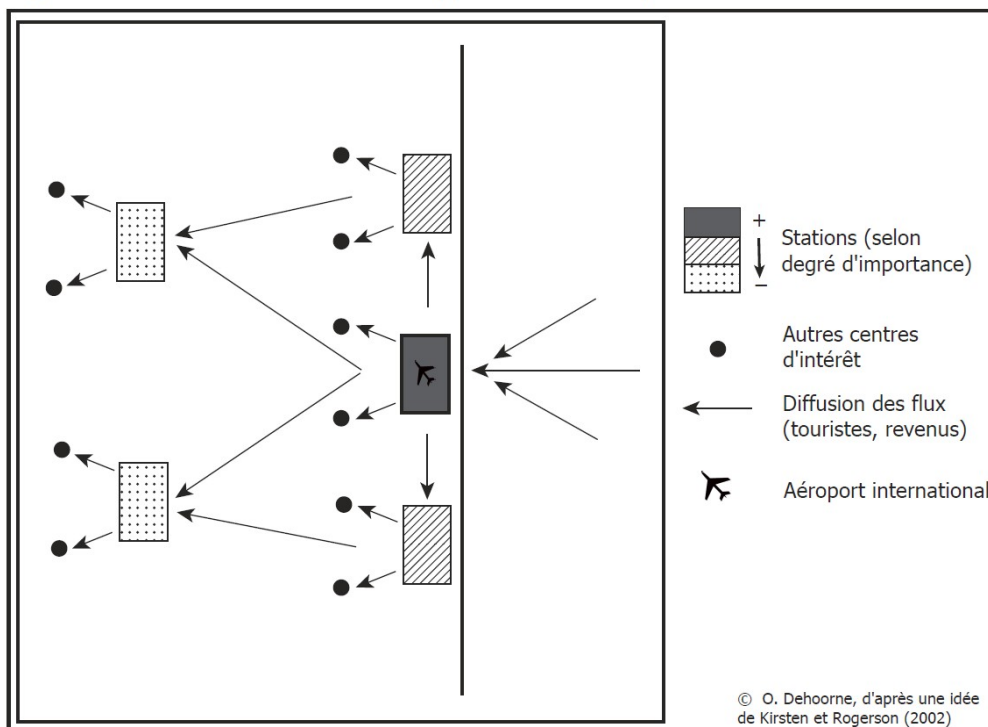 +
Stations (selon
degré d'importance)
–
Autres centres
d'intérêt
Diffusion des flux
(touristes, revenus)
Aéroport international
© O. Dehoorne, d'après une idée
de Kirsten et Rogerson (2002)